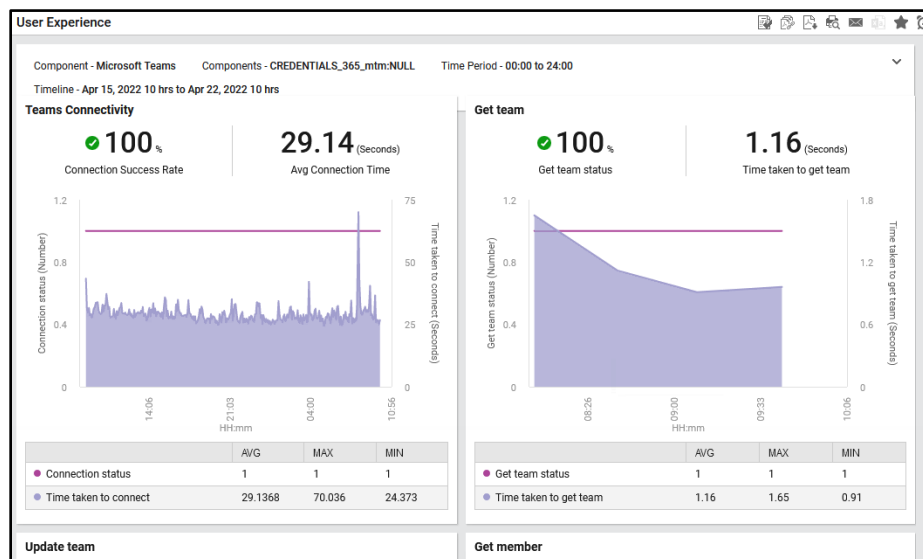 User Experience
Component - Microsoft Teams Components - CREDENTIALS_365_mtm:NULL Time Period - 00:00 to 24:00
Timeline - Apr 15, 2022 10 hrs to Apr 22, 2022 10 hrs
Teams Connectivity
100 %
Connection Success Rate
29.14 (Seconds)
Avg Connection Time
1.2
0.8
0.4
0
Connection status (Number)
75
50
25
0
Time taken to connect (Seconds)
14:06
21:03
04:00
10:56
HH:mm
AVG MAX MIN
Connection status 1 1 1
Time taken to connect 29.1368 70.036 24.373
Get team
100 %
Get team status
1.16 (Seconds)
Time taken to get team
1.2
0.8
0.4
0
Get team status (Number)
1.8
1.2
0.6
0
Time taken to get team (Seconds)
08:26
09:00
09:33
10:06
HH:mm
AVG MAX MIN
Get team status 1 1 1
Time taken to get team 1.16 1.65 0.91
Update team
Get member